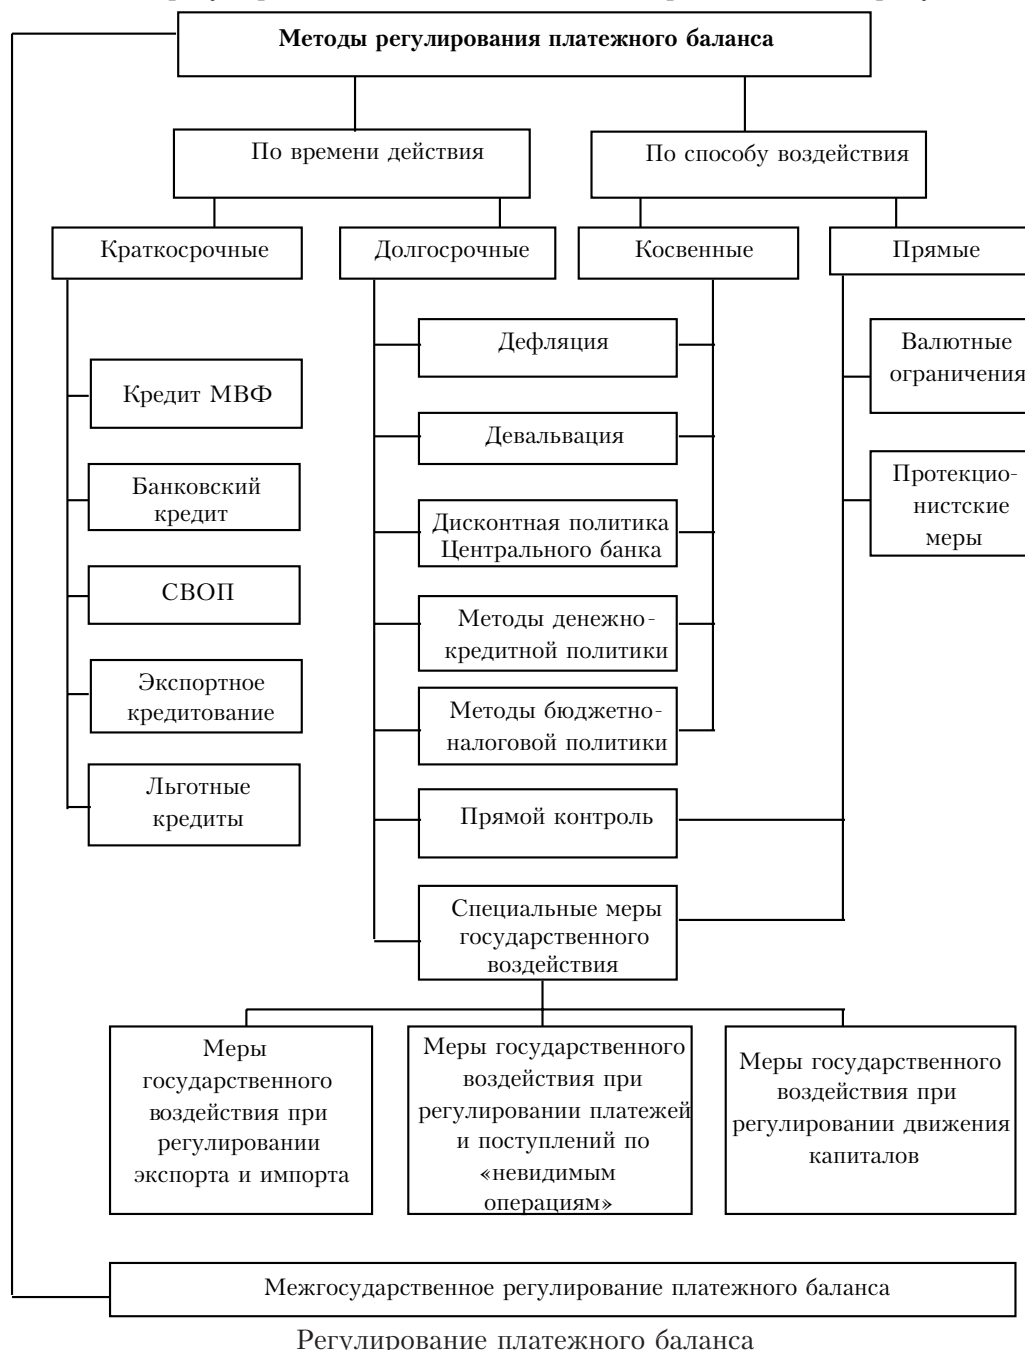 Методы регулирования платежного баланса
По времени действия
По способу воздействия
Краткосрочные
Долгосрочные
Косвенные
Прямые
Кредит МВФ
Банковский
кредит
СВОП
Экспортное
кредитование
Льготные
кредиты
Дефляция
Девальвация
Дисконтная политика
Центрального банка
Методы денежно-
кредитной политики
Методы бюджетно-
налоговой политики
Прямой контроль
Специальные меры
государственного
воздействия
Валютные
ограничения
Протекцио-
нистские
меры
Меры
государственного
воздействия при
регулировании
экспорта и импорта
Меры государственного
воздействия при
регулировании платежей
и поступлений по
«невидимым
операциям»
Меры государственного
воздействия при
регулировании движения
капиталов
Межгосударственное регулирование платежного баланса
Регулирование платежного баланса